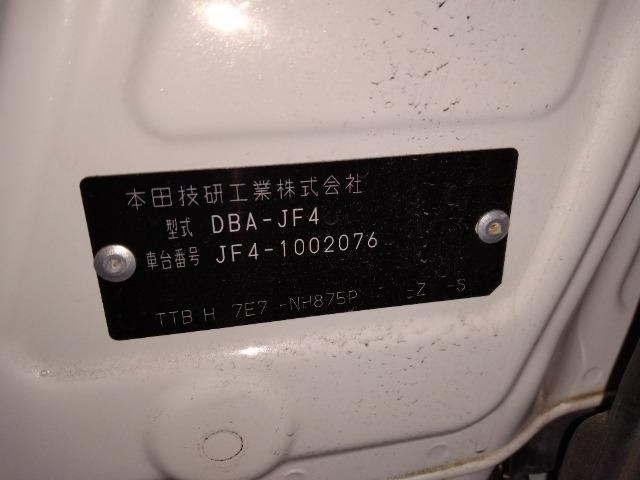 本田技研工業株式会社
型式 DBA-JF4
車台番号 JF4-1002076
TTB H 7E7 -NH875P -Z -S